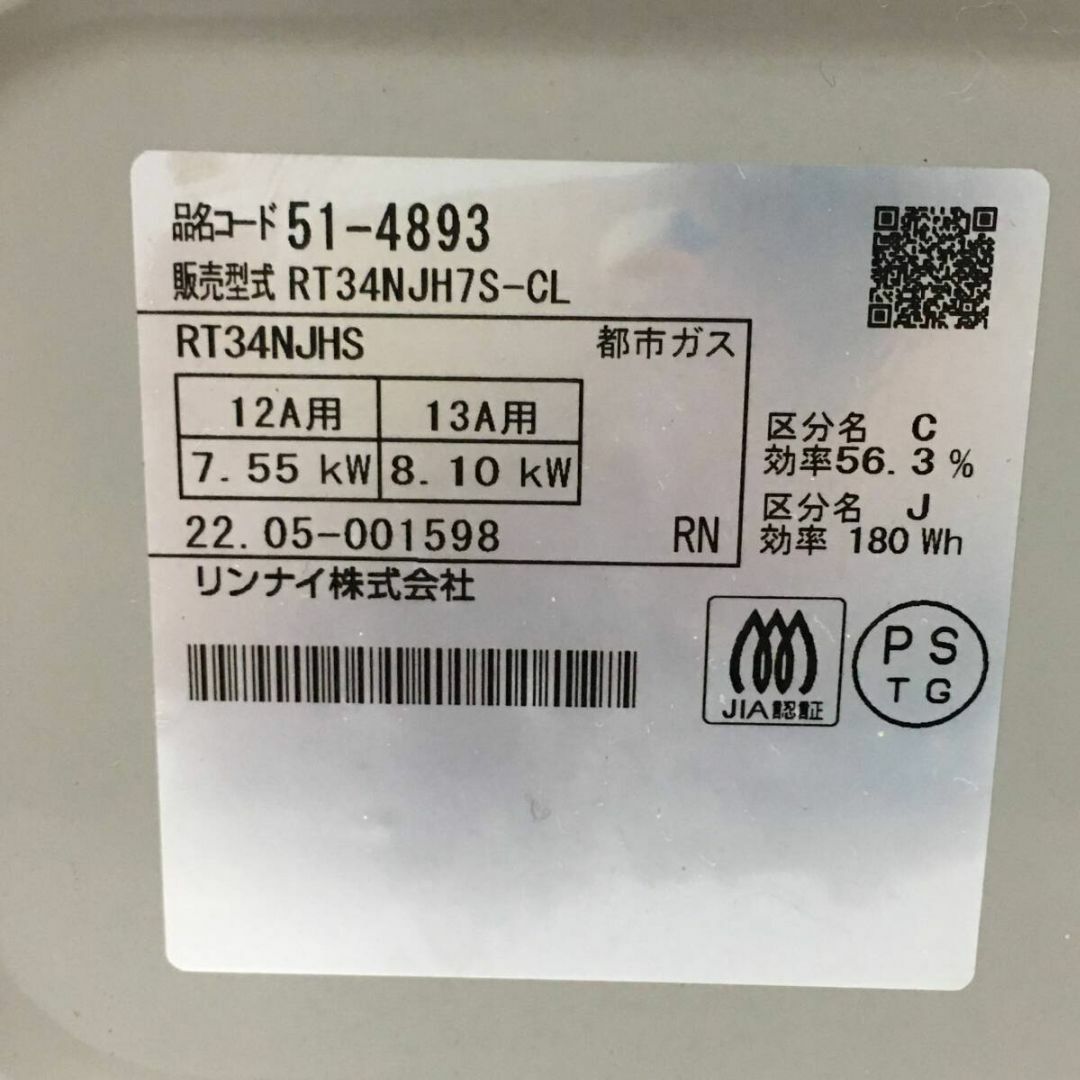 品名コード 51-4893
販売型式 RT34NJH7S-CL
RT34NJHS 都市ガス
12A用 13A用
7.55 kW 8.10 kW
22.05-001598 RN
リンナイ株式会社
区分名 C
効率56.3%
区分名 J
効率 180 Wh
JIA認証
PS
TG